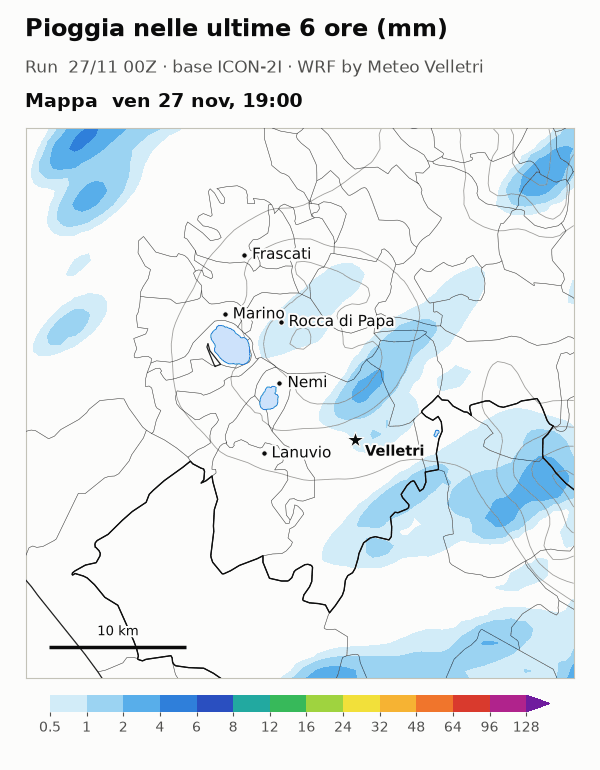 Pioggia nelle ultime 6 ore (mm)
Run  27/11 00Z · base ICON-2I · WRF by Meteo Velletri
Mappa  ven 27 nov, 19:00
Frascati
Marino
Rocca di Papa
Nemi
Velletri
Lanuvio
10 km
0.5 1 2 4 6 8 12 16 24 32 48 64 96 128